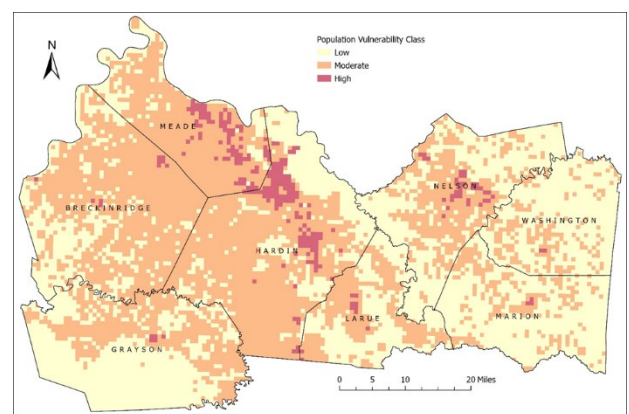 N
Population Vulnerability Class
Low
Moderate
High
MEADE
NELSON
WASHINGTON
BRECKINRIDGE
HARDIN
LARUE
MARION
GRAYSON
0 5 10 20 Miles